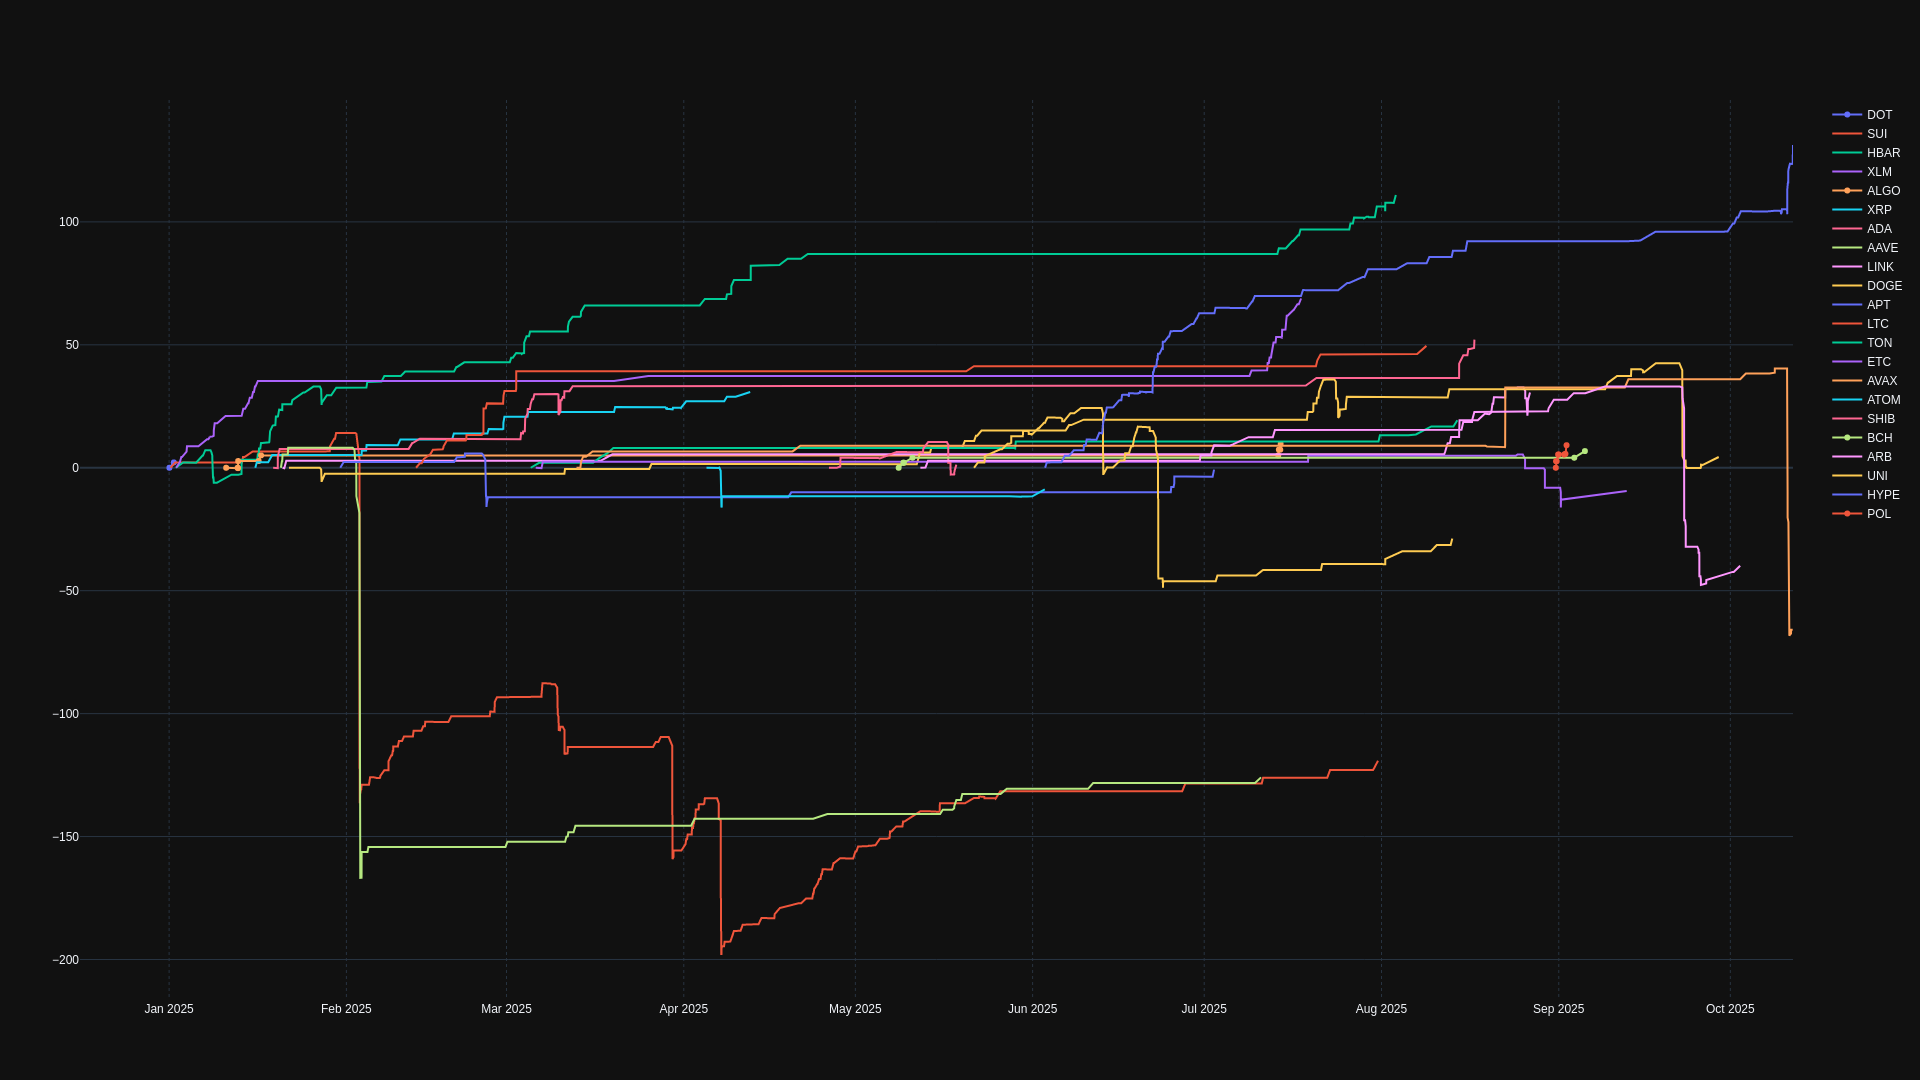 100
50
0
−50
−100
−150
−200
Jan 2025
Feb 2025
Mar 2025
Apr 2025
May 2025
Jun 2025
Jul 2025
Aug 2025
Sep 2025
Oct 2025
DOT
SUI
HBAR
XLM
ALGO
XRP
ADA
AAVE
LINK
DOGE
APT
LTC
TON
ETC
AVAX
ATOM
SHIB
BCH
ARB
UNI
HYPE
POL